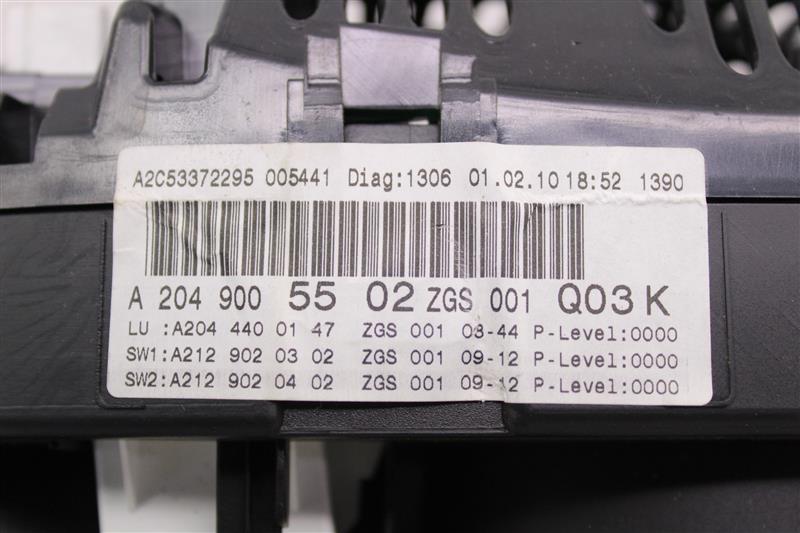 A2C53372295 005441 Diag:1306 01.02.10 18:52 1390
A 204 900 55 02 ZGS 001 Q03 K
LU :A204 440 01 47 ZGS 001 08-44 P-Level:0000
SW1:A212 902 03 02 ZGS 001 09-12 P-Level:0000
SW2:A212 902 04 02 ZGS 001 09-12 P-Level:0000